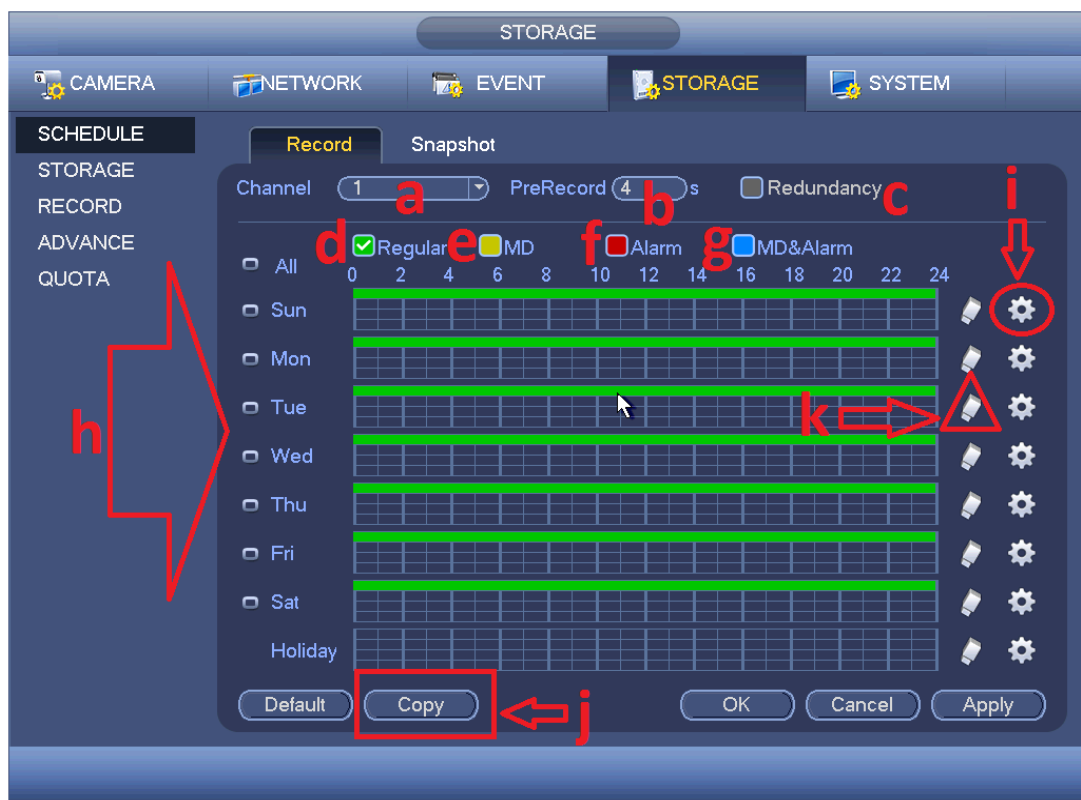 STORAGE
CAMERA NETWORK EVENT STORAGE SYSTEM
SCHEDULE
STORAGE
RECORD
ADVANCE
QUOTA
Record Snapshot
Channel 1 a PreRecord 4 s b Redundancy c i
d Regular e MD f Alarm g MD&Alarm
All 0 2 4 6 8 10 12 14 16 18 20 22 24
Sun
Mon
Tue k
h
Wed
Thu
Fri
Sat
Holiday
Default Copy j OK Cancel Apply